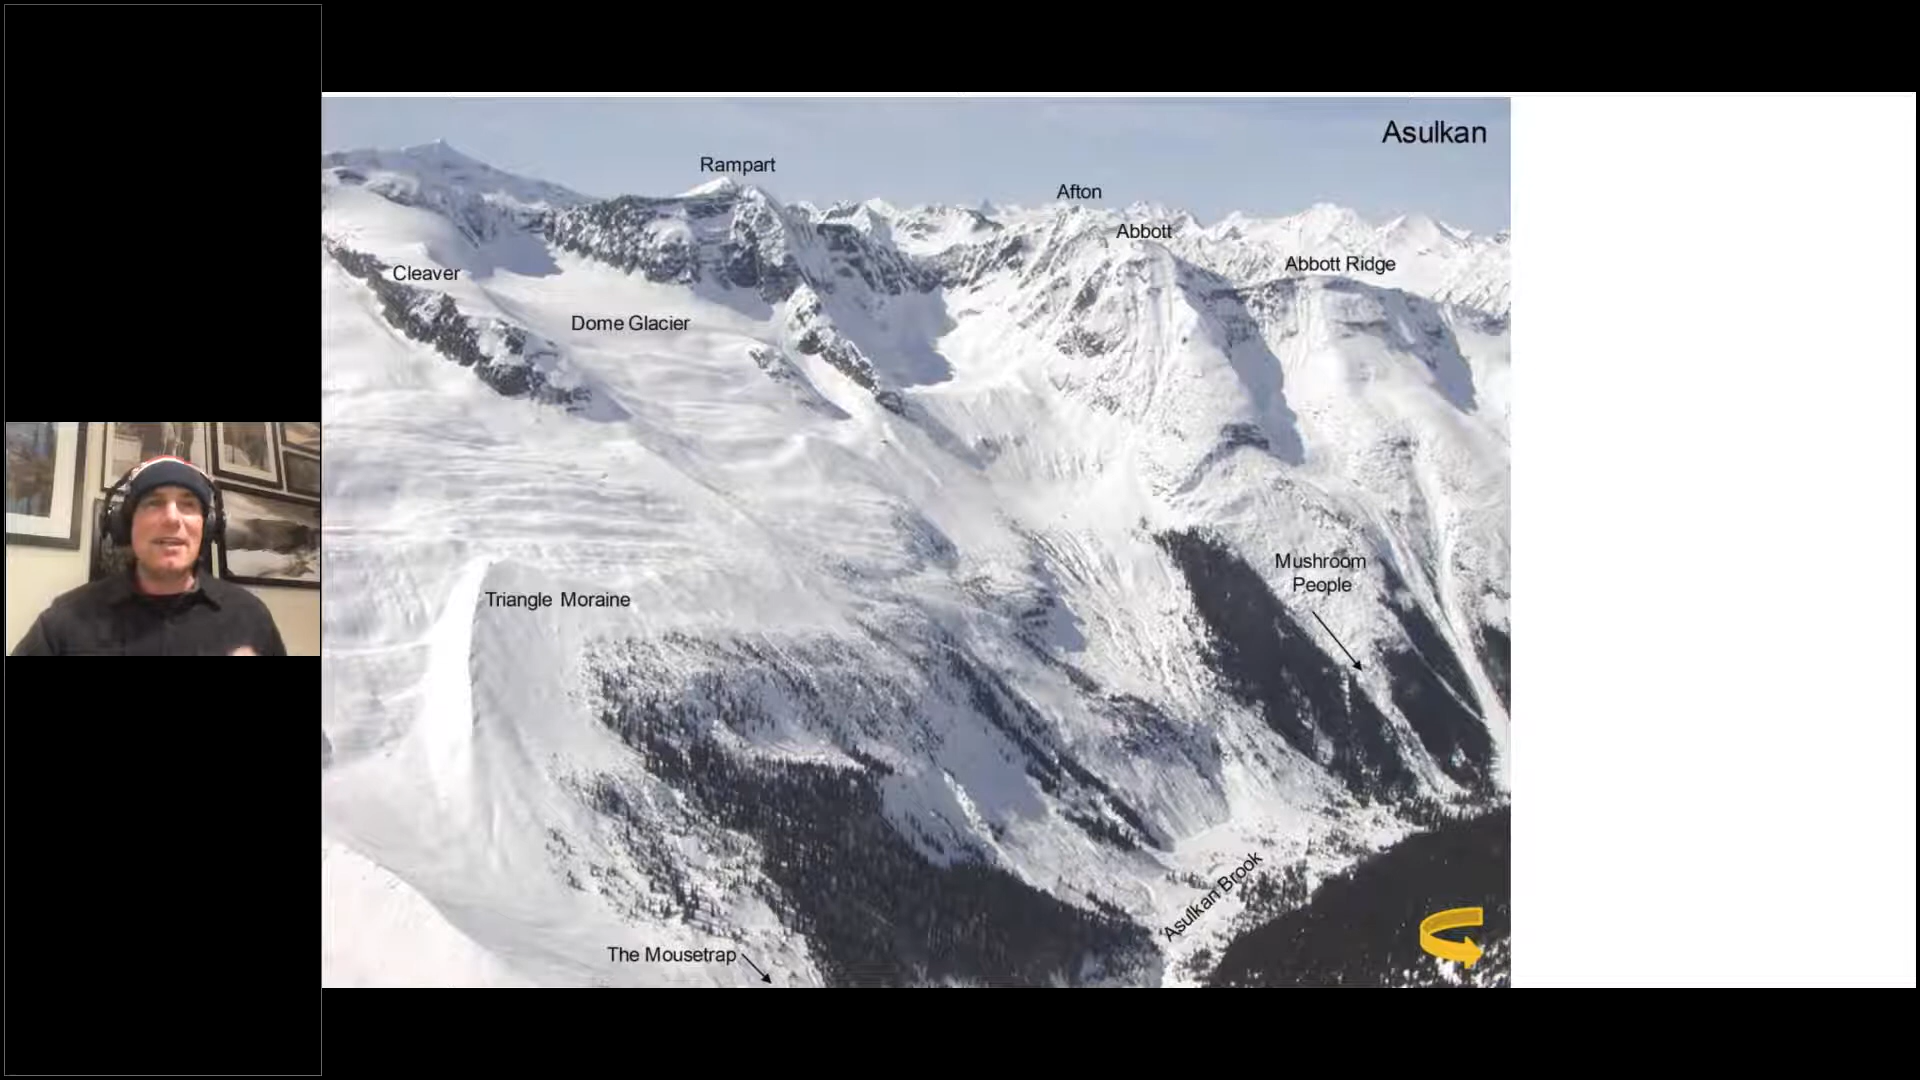 Asulkan
Rampart
Afton
Abbott
Abbott Ridge
Cleaver
Dome Glacier
Mushroom
People
Triangle Moraine
Asulkan Brook
The Mousetrap